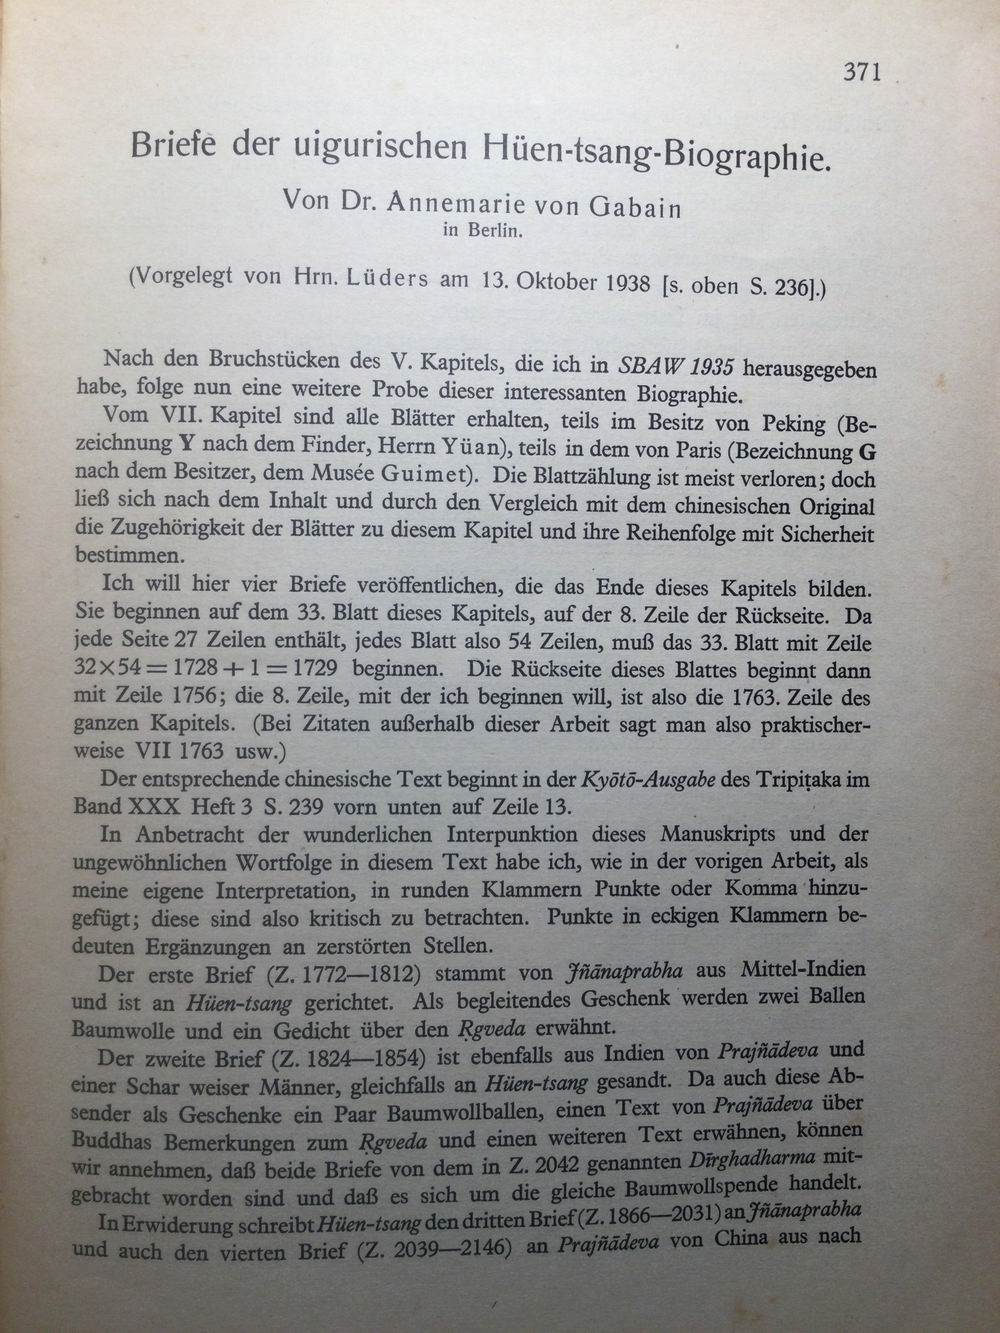 371
Briefe der uigurischen Hüen-tsang-Biographie.
Von Dr. Annemarie von Gabain
in Berlin.
(Vorgelegt von Hrn. Lüders am 13. Oktober 1938 [s. oben S. 236].)
Nach den Bruchstücken des V. Kapitels, die ich in SBAW 1935 herausgegeben
habe, folge nun eine weitere Probe dieser interessanten Biographie.
Vom VII. Kapitel sind alle Blätter erhalten, teils im Besitz von Peking (Be-
zeichnung Y nach dem Finder, Herrn Yüan), teils in dem von Paris (Bezeichnung G
nach dem Besitzer, dem Musée Guimet). Die Blattzählung ist meist verloren; doch
ließ sich nach dem Inhalt und durch den Vergleich mit dem chinesischen Original
die Zugehörigkeit der Blätter zu diesem Kapitel und ihre Reihenfolge mit Sicherheit
bestimmen.
Ich will hier vier Briefe veröffentlichen, die das Ende dieses Kapitels bilden.
Sie beginnen auf dem 33. Blatt dieses Kapitels, auf der 8. Zeile der Rückseite. Da
jede Seite 27 Zeilen enthält, jedes Blatt also 54 Zeilen, muß das 33. Blatt mit Zeile
32×54=1728+1=1729 beginnen. Die Rückseite dieses Blattes beginnt dann
mit Zeile 1756; die 8. Zeile, mit der ich beginnen will, ist also die 1763. Zeile des
ganzen Kapitels. (Bei Zitaten außerhalb dieser Arbeit sagt man also praktischer-
weise VII 1763 usw.)
Der entsprechende chinesische Text beginnt in der Kyōtō-Ausgabe des Tripiṭaka im
Band XXX Heft 3 S. 239 vorn unten auf Zeile 13.
In Anbetracht der wunderlichen Interpunktion dieses Manuskripts und der
ungewöhnlichen Wortfolge in diesem Text habe ich, wie in der vorigen Arbeit, als
meine eigene Interpretation, in runden Klammern Punkte oder Komma hinzu-
gefügt; diese sind also kritisch zu betrachten. Punkte in eckigen Klammern be-
deuten Ergänzungen an zerstörten Stellen.
Der erste Brief (Z. 1772—1812) stammt von Jñānaprabha aus Mittel-Indien
und ist an Hüen-tsang gerichtet. Als begleitendes Geschenk werden zwei Ballen
Baumwolle und ein Gedicht über den Ṛgveda erwähnt.
Der zweite Brief (Z. 1824—1854) ist ebenfalls aus Indien von Prajñādeva und
einer Schar weiser Männer, gleichfalls an Hüen-tsang gesandt. Da auch diese Ab-
sender als Geschenke ein Paar Baumwollballen, einen Text von Prajñādeva über
Buddhas Bemerkungen zum Ṛgveda und einen weiteren Text erwähnen, können
wir annehmen, daß beide Briefe von dem in Z. 2042 genannten Dīrghadharma mit-
gebracht worden sind und daß es sich um die gleiche Baumwollspende handelt.
In Erwiderung schreibt Hüen-tsang den dritten Brief (Z. 1866—2031) an Jñānaprabha
und auch den vierten Brief (Z. 2039—2146) an Prajñādeva von China aus nach